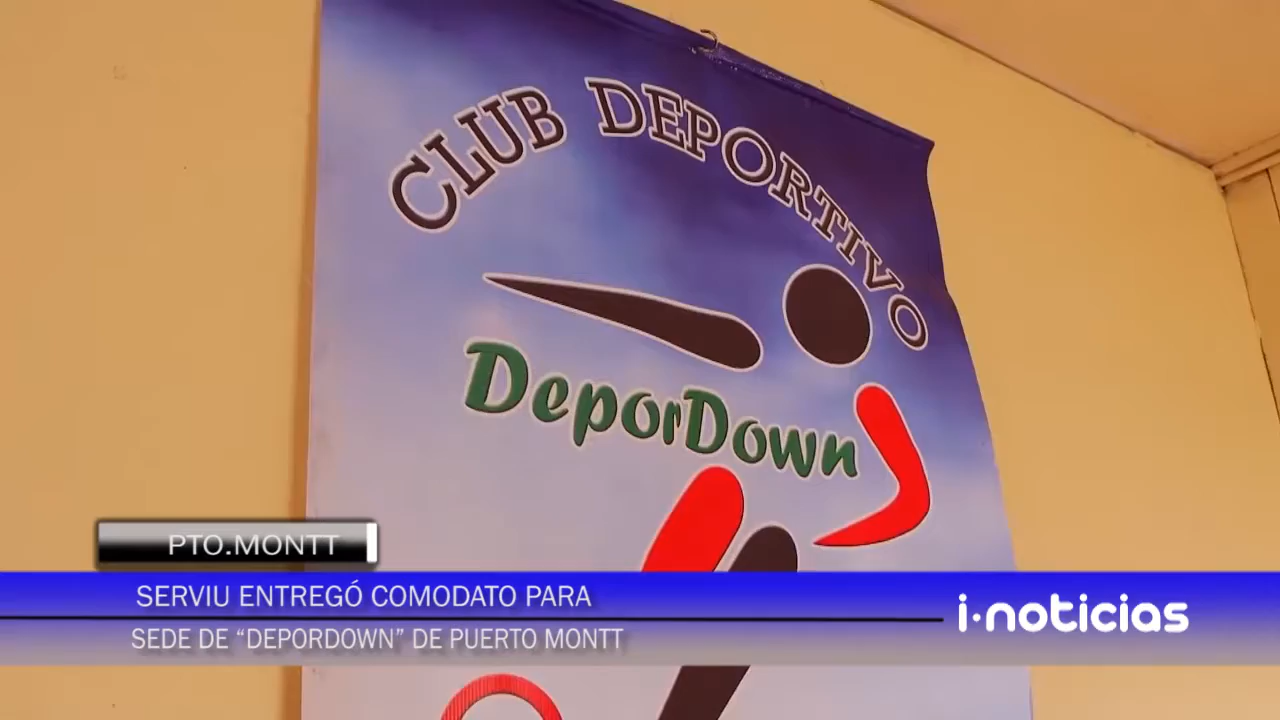 CLUB DEPORTIVO
DeporDown
PTO.MONTT
SERVIU ENTREGÓ COMODATO PARA
SEDE DE “DEPORDOWN” DE PUERTO MONTT
i·noticias